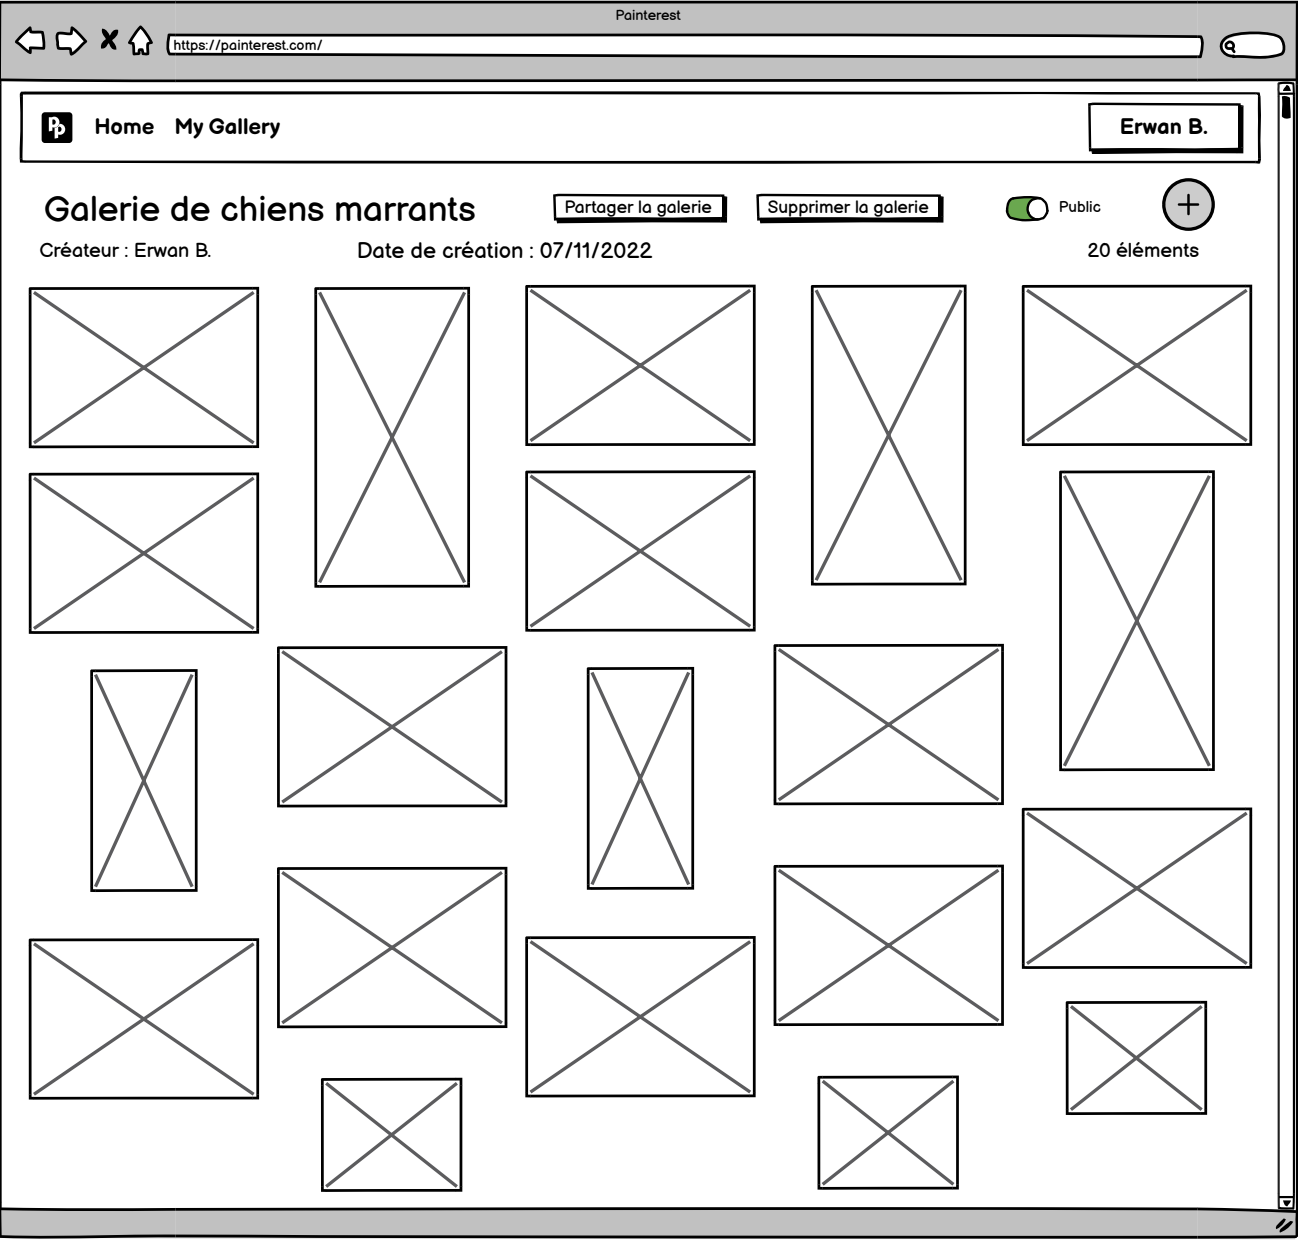 Painterest
https://painterest.com/
Pp Home My Gallery Erwan B.
Galerie de chiens marrants Partager la galerie Supprimer la galerie Public
Créateur : Erwan B. Date de création : 07/11/2022 20 éléments